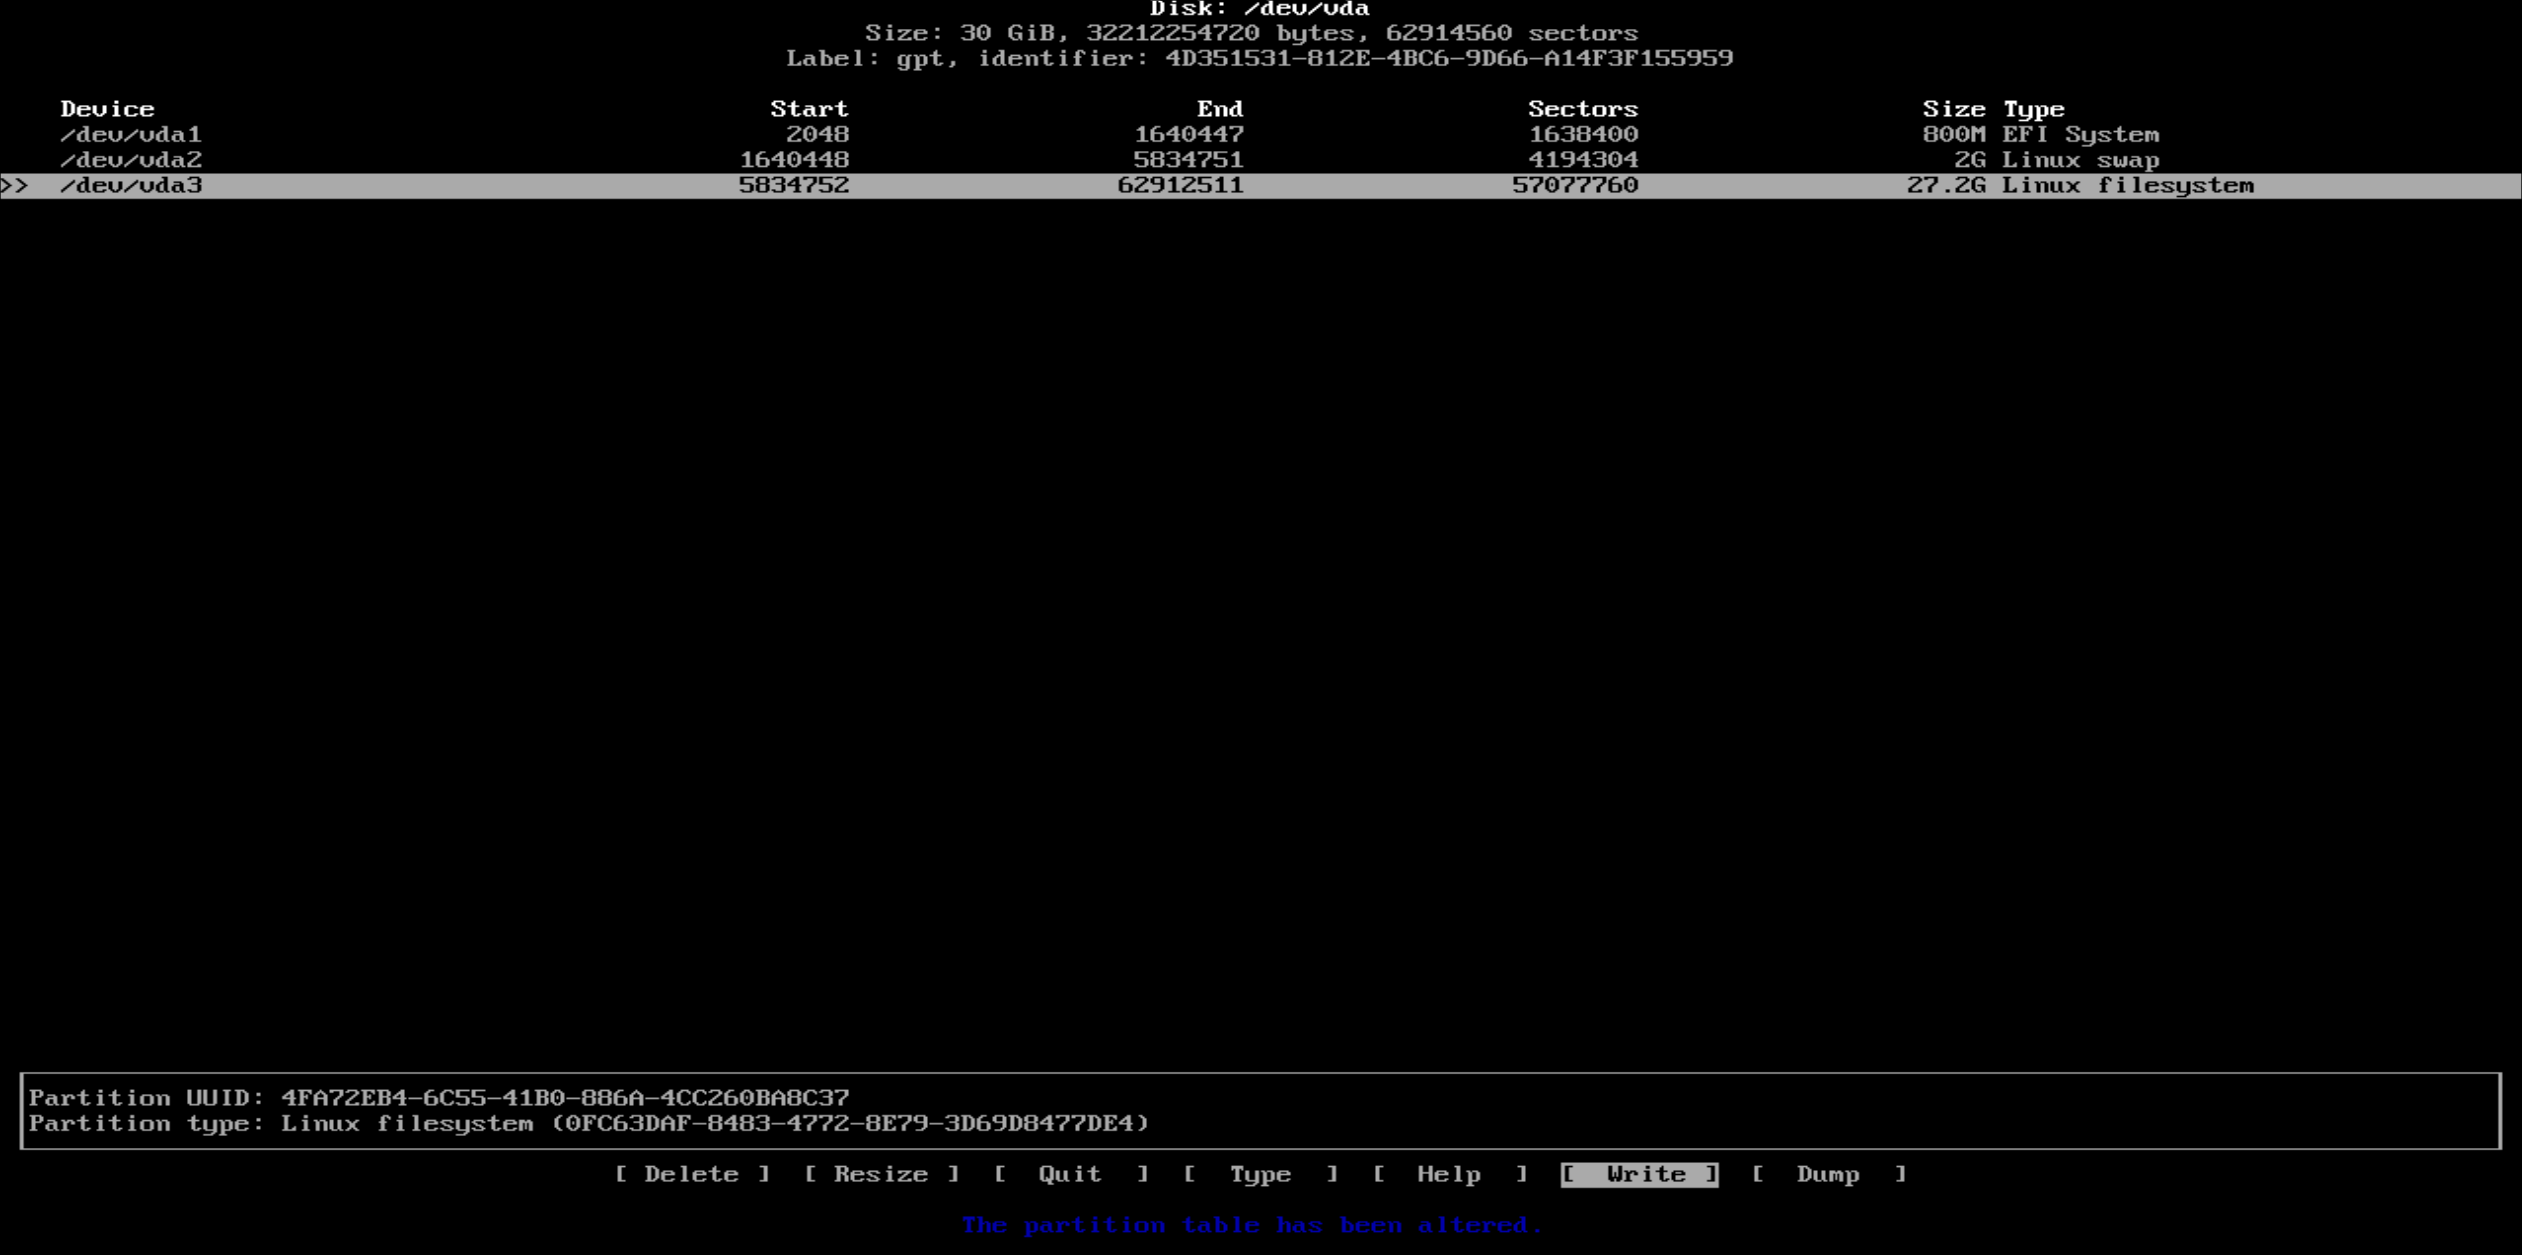 Disk: /dev/vda
Size: 30 GiB, 32212254720 bytes, 62914560 sectors
Label: gpt, identifier: 4D351531-812E-4BC6-9D66-A14F3F155959
Device Start End Sectors Size Type
/dev/vda1 2048 1640447 1638400 800M EFI System
/dev/vda2 1640448 5834751 4194304 2G Linux swap
>> /dev/vda3 5834752 62912511 57077760 27.2G Linux filesystem
Partition UUID: 4FA72EB4-6C55-41B0-886A-4CC260BA8C37
Partition type: Linux filesystem (0FC63DAF-8483-4772-8E79-3D69D8477DE4)
[ Delete ] [ Resize ] [ Quit ] [ Type ] [ Help ] [ Write ] [ Dump ]
The partition table has been altered.